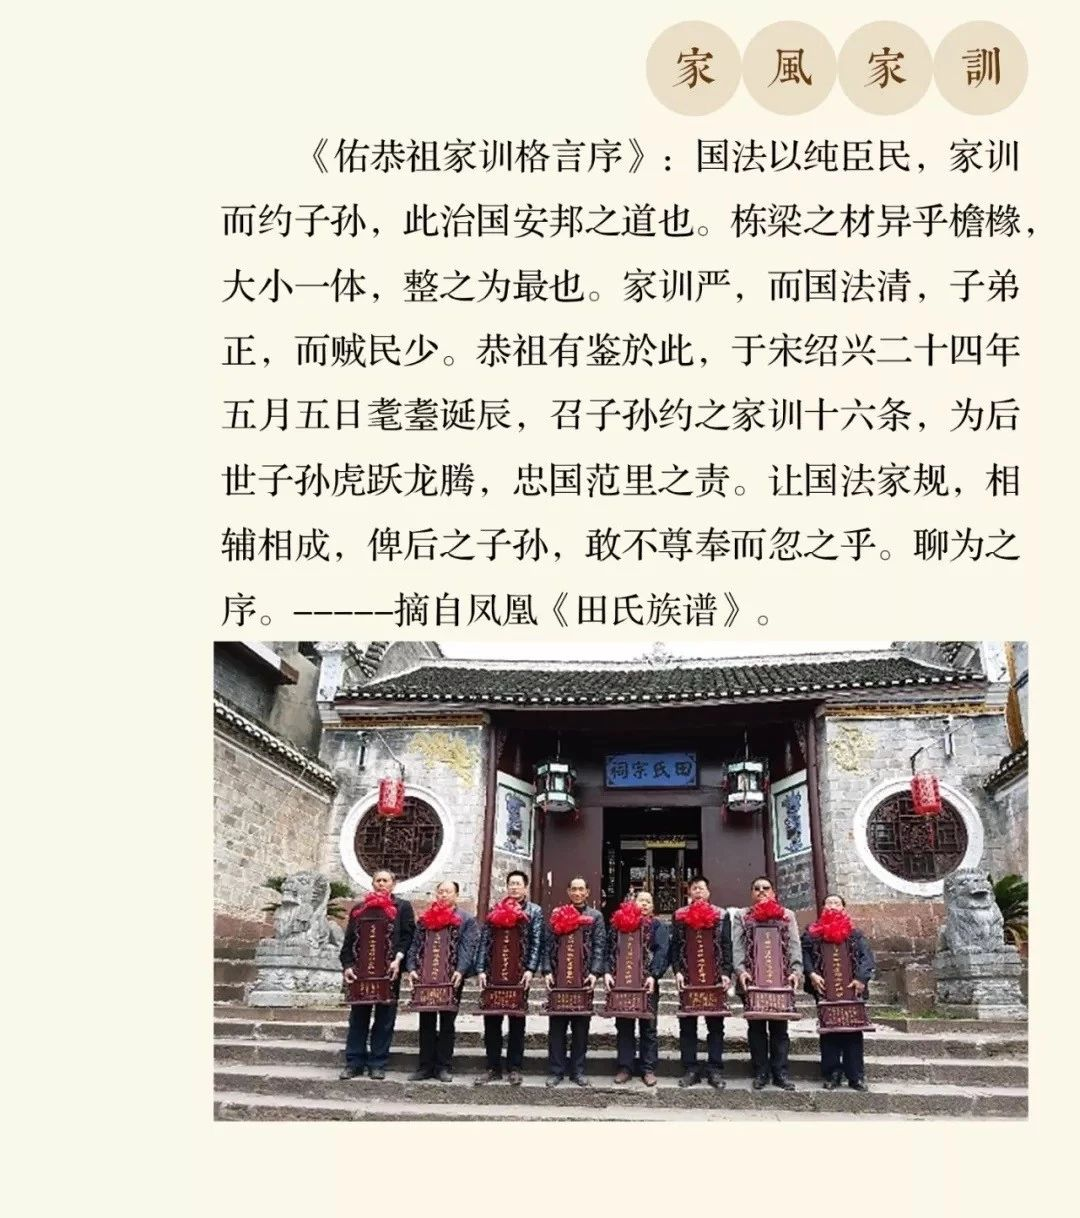 家風家訓
《佑恭祖家训格言序》：国法以纯臣民，家训
而约子孙，此治国安邦之道也。栋梁之材异乎檐橼，
大小一体，整之为最也。家训严，而国法清，子弟
正，而贼民少。恭祖有鉴於此，于宋绍兴二十四年
五月五日耄耋诞辰，召子孙约之家训十六条，为后
世子孙虎跃龙腾，忠国范里之责。让国法家规，相
辅相成，俾后之子孙，敢不尊奉而忽之乎。聊为之
序。-----摘自凤凰《田氏族谱》。
祠宗氏田